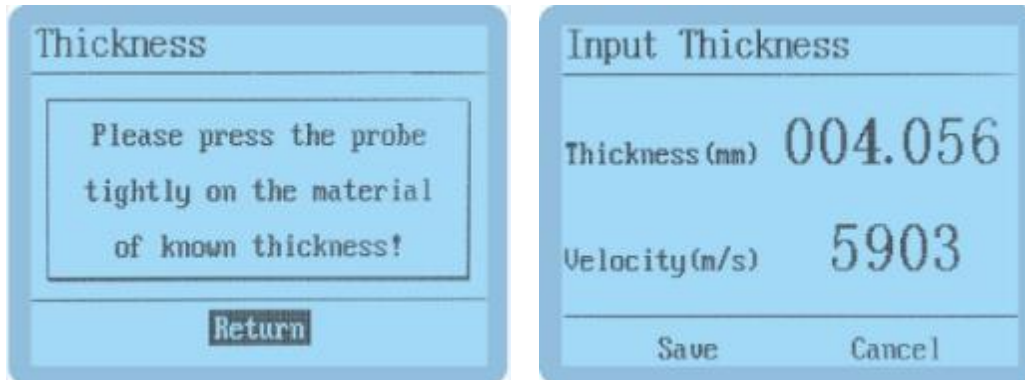 Thickness
Please press the probe
tightly on the material
of known thickness!
Return
Input Thickness
Thickness(mm) 004.056
Velocity(m/s) 5903
Save Cancel